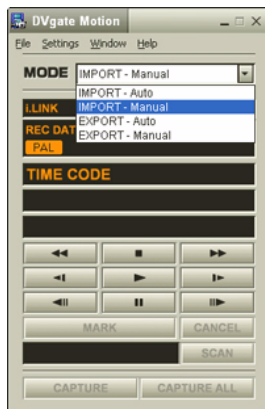 DVgate Motion
File Settings Window Help
MODE IMPORT - Manual
IMPORT - Auto
i.LINK IMPORT - Manual
REC DAT EXPORT - Auto
PAL EXPORT - Manual
TIME CODE
MARK CANCEL
SCAN
CAPTURE CAPTURE ALL